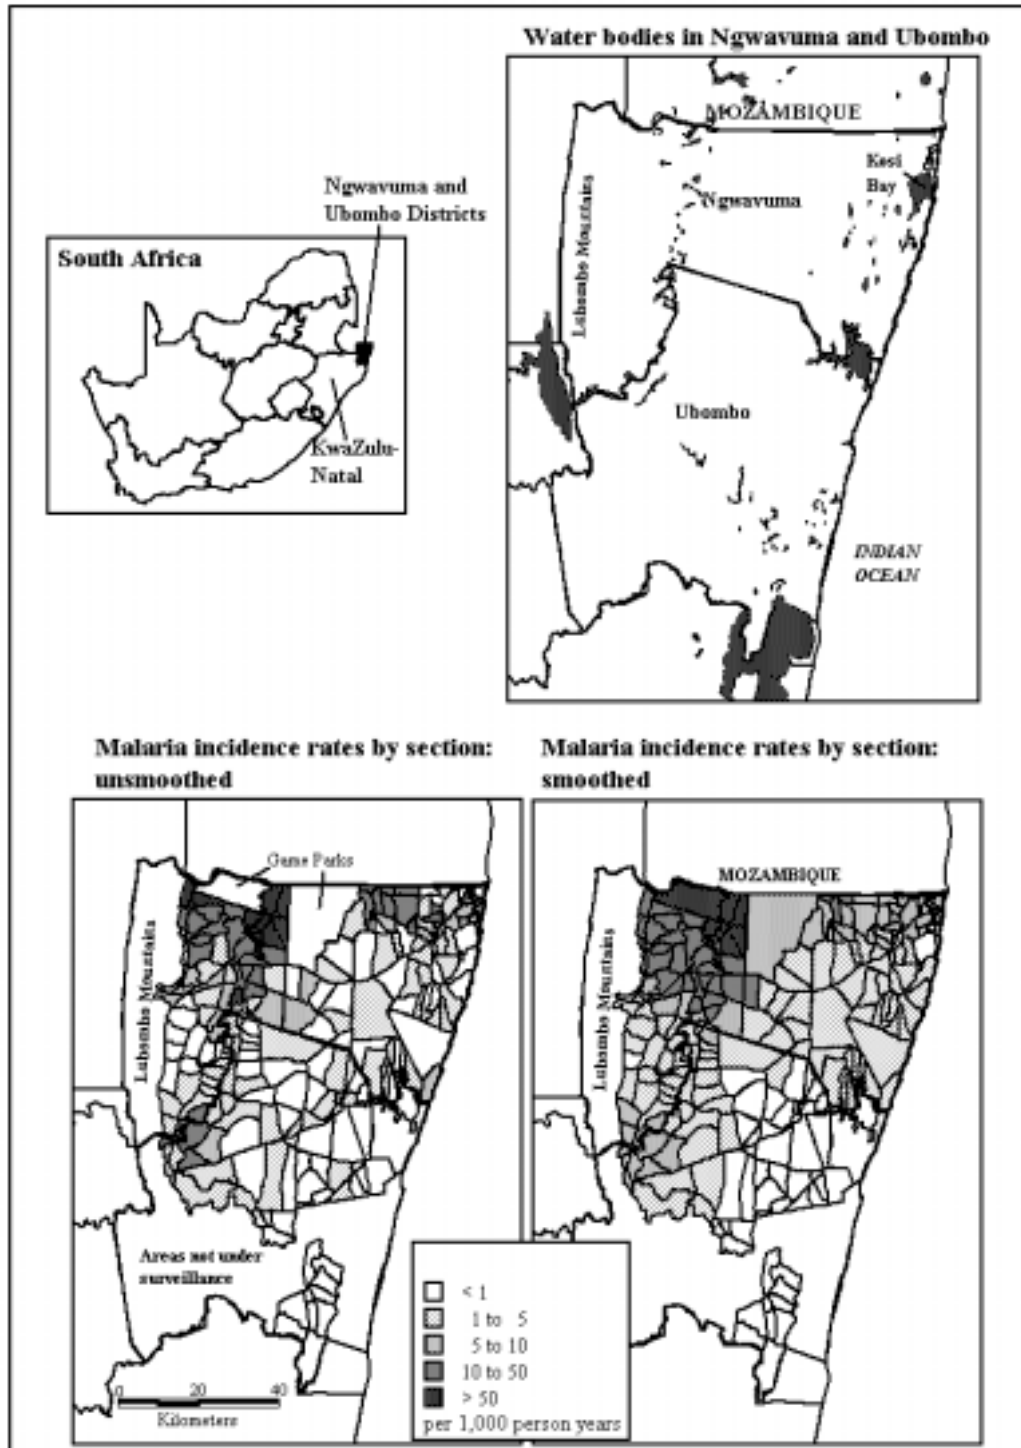 Water bodies in Ngwavuma and Ubombo
MOZAMBIQUE
Kosi
Bay
Ngwavuma
Lubombo Mountains
Ubombo
INDIAN
OCEAN
Ngwavuma and
Ubombo Districts
South Africa
KwaZulu-
Natal
Malaria incidence rates by section:
unsmoothed
Game Parks
Lubombo Mountains
Areas not under
surveillance
0 20 40
Kilometers
Malaria incidence rates by section:
smoothed
MOZAMBIQUE
Lubombo Mountains
< 1
1 to 5
5 to 10
10 to 50
> 50
per 1,000 person years